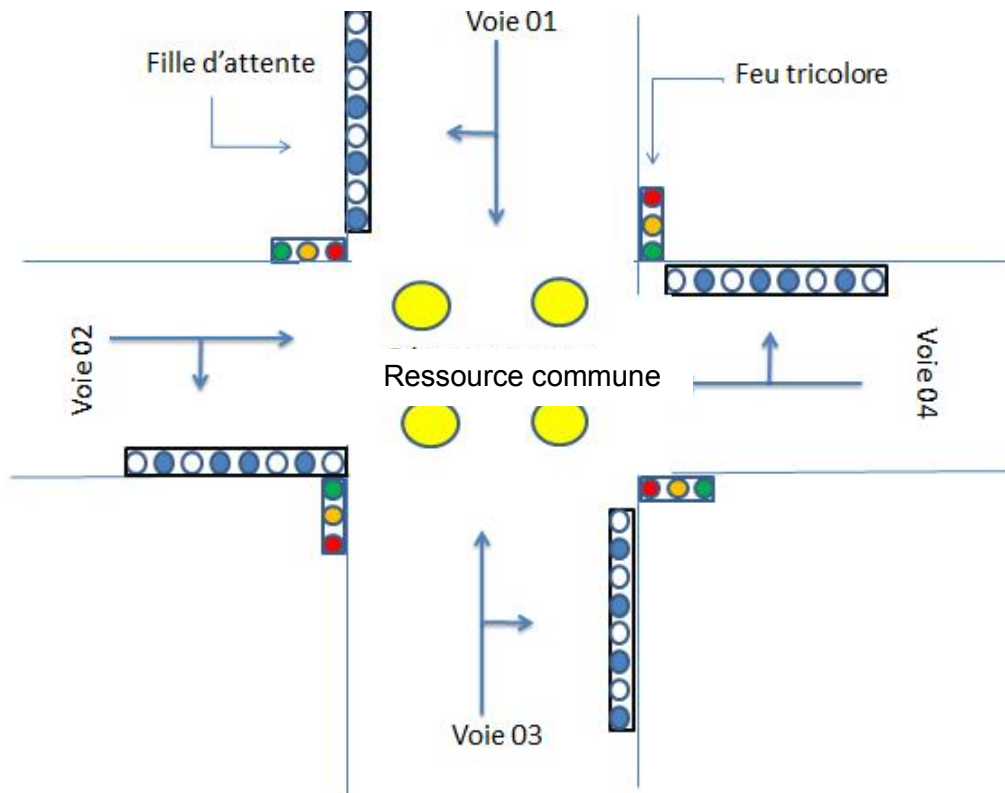 Voie 01
Fille d'attente
Feu tricolore
Voie 02
Ressource commune
Voie 04
Voie 03